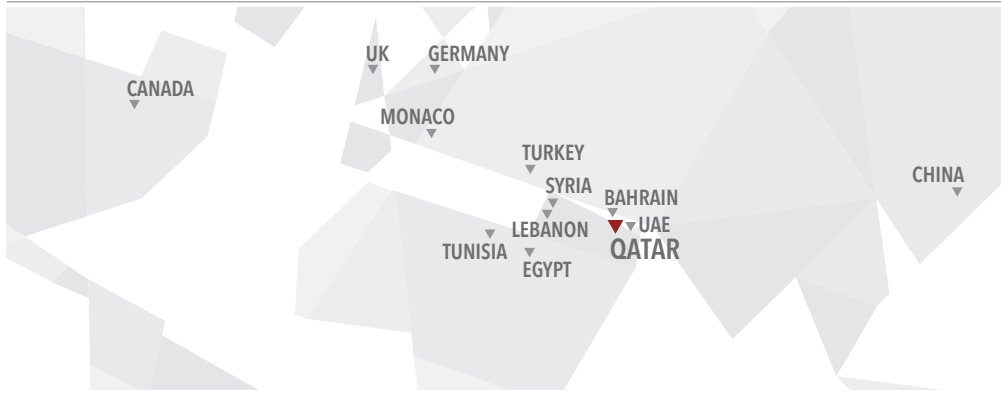 UK
GERMANY
CANADA
MONACO
TURKEY
CHINA
SYRIA
BAHRAIN
LEBANON
UAE
TUNISIA
QATAR
EGYPT